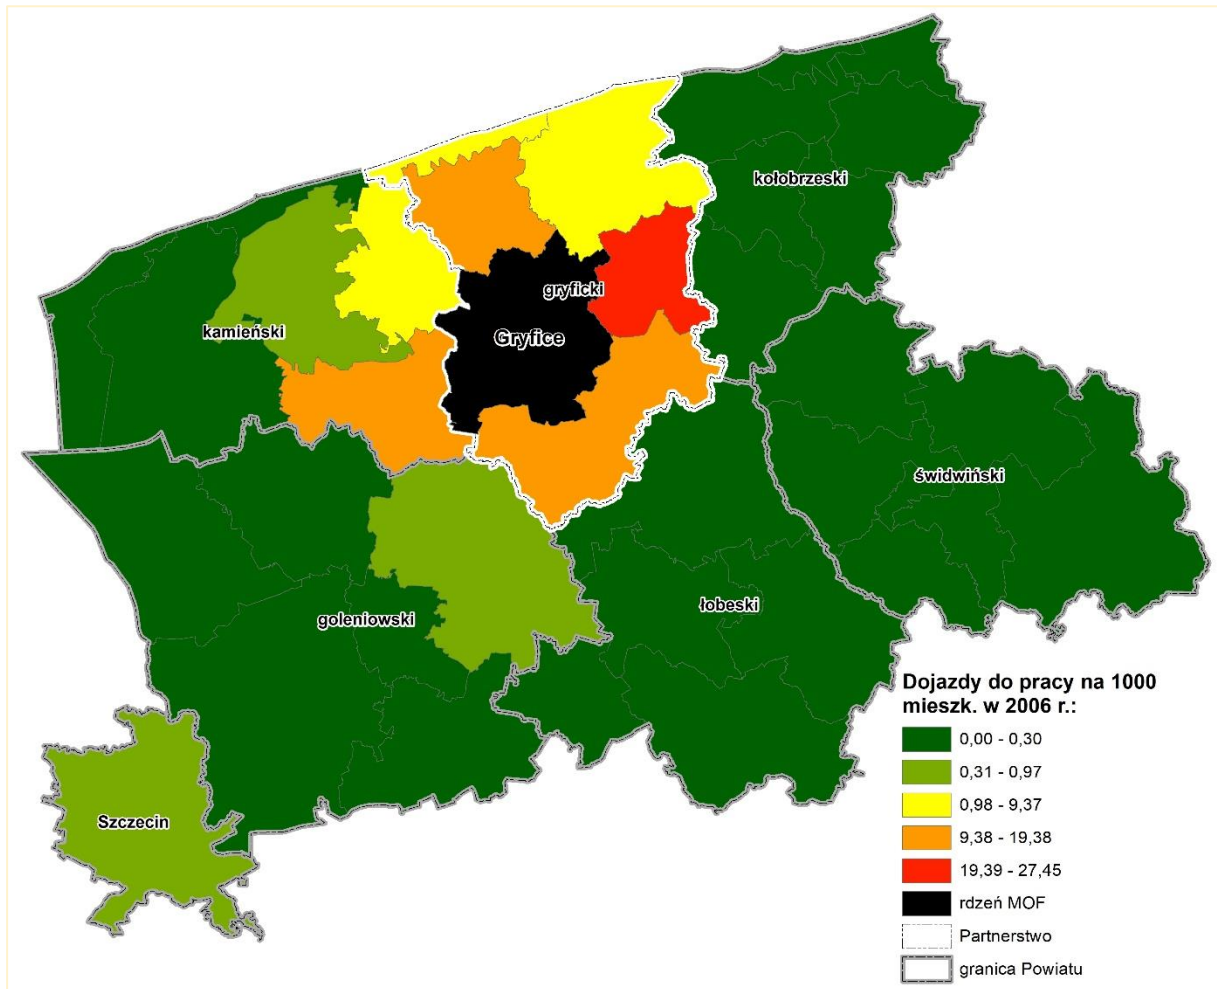 kołobrzeski
gryficki
kamieński
Gryfice
świdwiński
łobeski
goleniowski
Szczecin
Dojazdy do pracy na 1000
mieszk. w 2006 r.:
0,00 - 0,30
0,31 - 0,97
0,98 - 9,37
9,38 - 19,38
19,39 - 27,45
rdzeń MOF
Partnerstwo
granica Powiatu